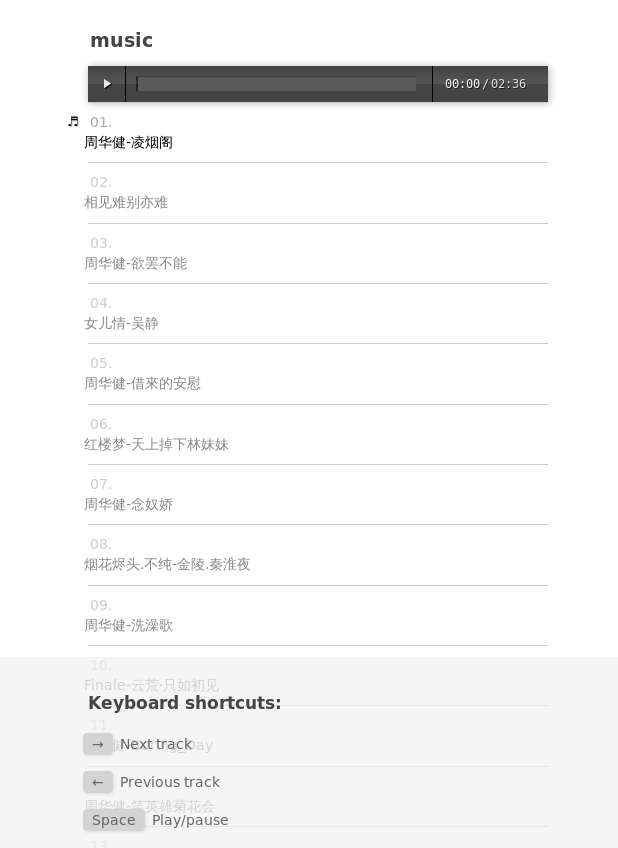 music
00:00/02:36
01.
周华健-凌烟阁
02.
相见难别亦难
03.
周华健-欲罢不能
04.
女儿情-吴静
05.
周华健-借來的安慰
06.
红楼梦-天上掉下林妹妹
07.
周华健-念奴娇
08.
烟花烬头.不纯-金陵.秦淮夜
09.
周华健-洗澡歌
10.
Finale-云荒·只如初见
Keyboard shortcuts:
11.
→ Next track
← Previous track
周华健-笑英雄菊花会
Space Play/pause
13.